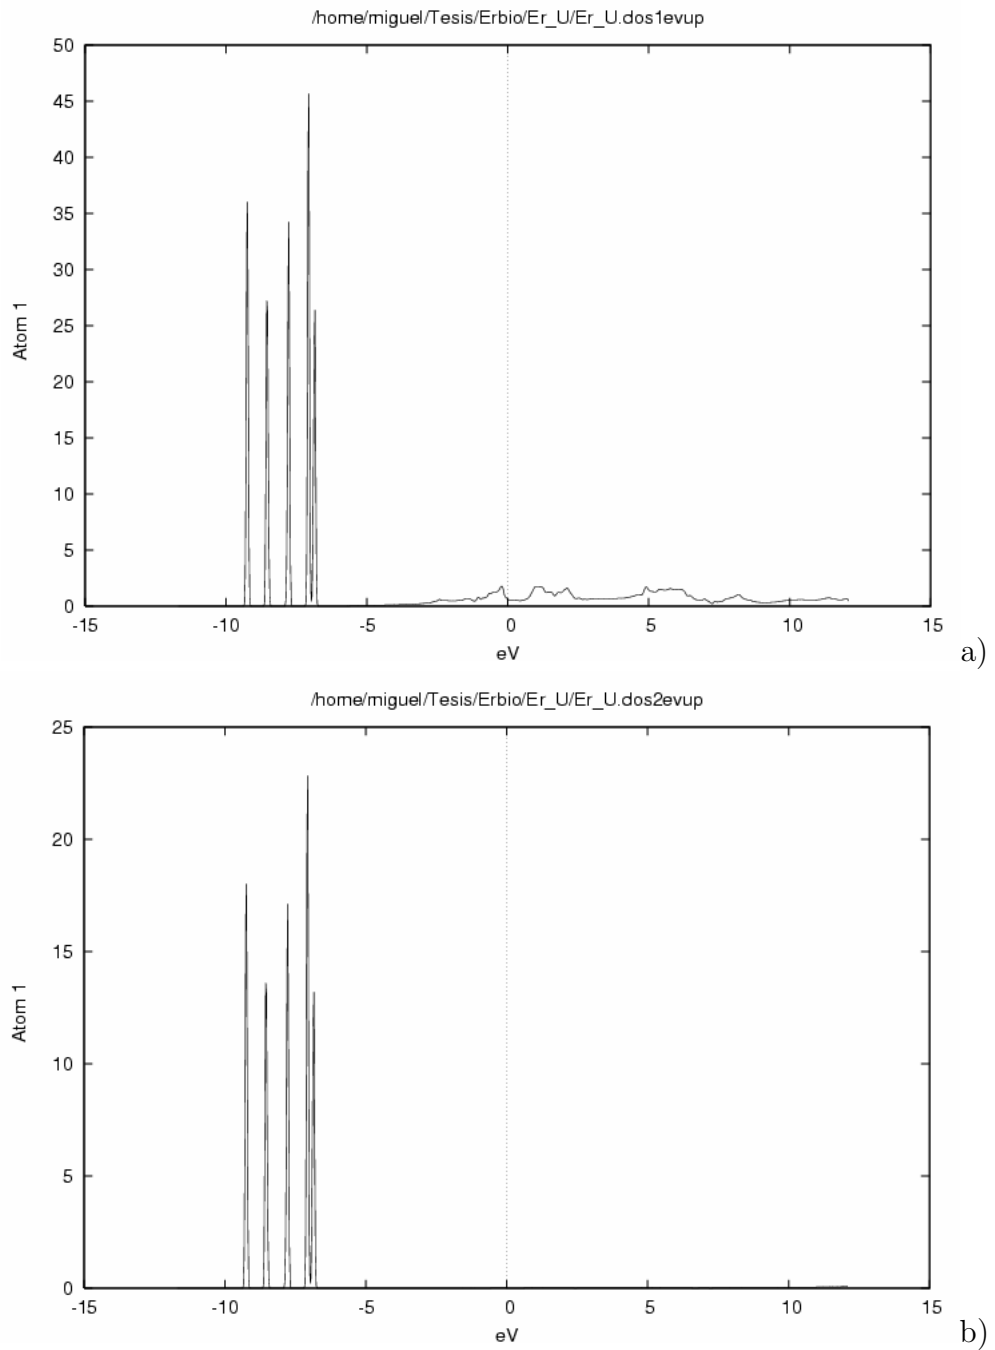 /home/miguel/Tesis/Erbio/Er_U/Er_U.dos1evup
50
45
40
35
30
25
20
15
10
5
0
Atom 1
-15 -10 -5 0 5 10 15
eV
a)
/home/miguel/Tesis/Erbio/Er_U/Er_U.dos2evup
25
20
15
10
5
0
Atom 1
-15 -10 -5 0 5 10 15
eV
b)